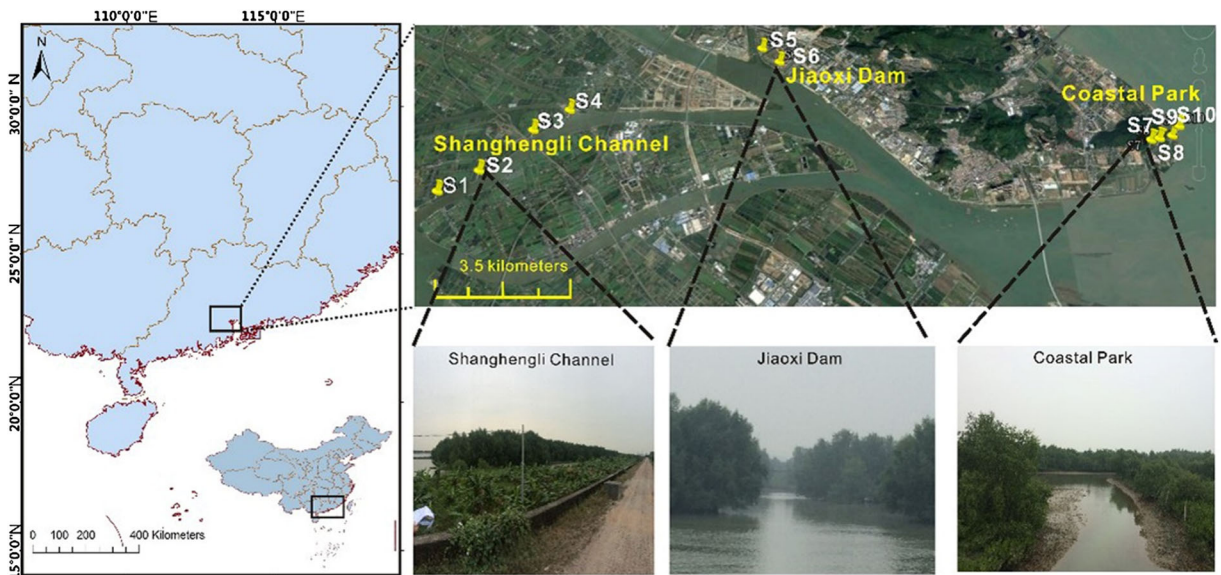 110°0'0"E
115°0'0"E
N
30°0'0" N
25°0'0" N
20°0'0"N
5°0'0"N
0 100 200 400 Kilometers
S5
S6
Jiaoxi Dam
S4
S3
Shanghengli Channel
S2
S1
Coastal Park
S7 S9 S10
S7
S8
3.5 kilometers
Shanghengli Channel
Jiaoxi Dam
Coastal Park